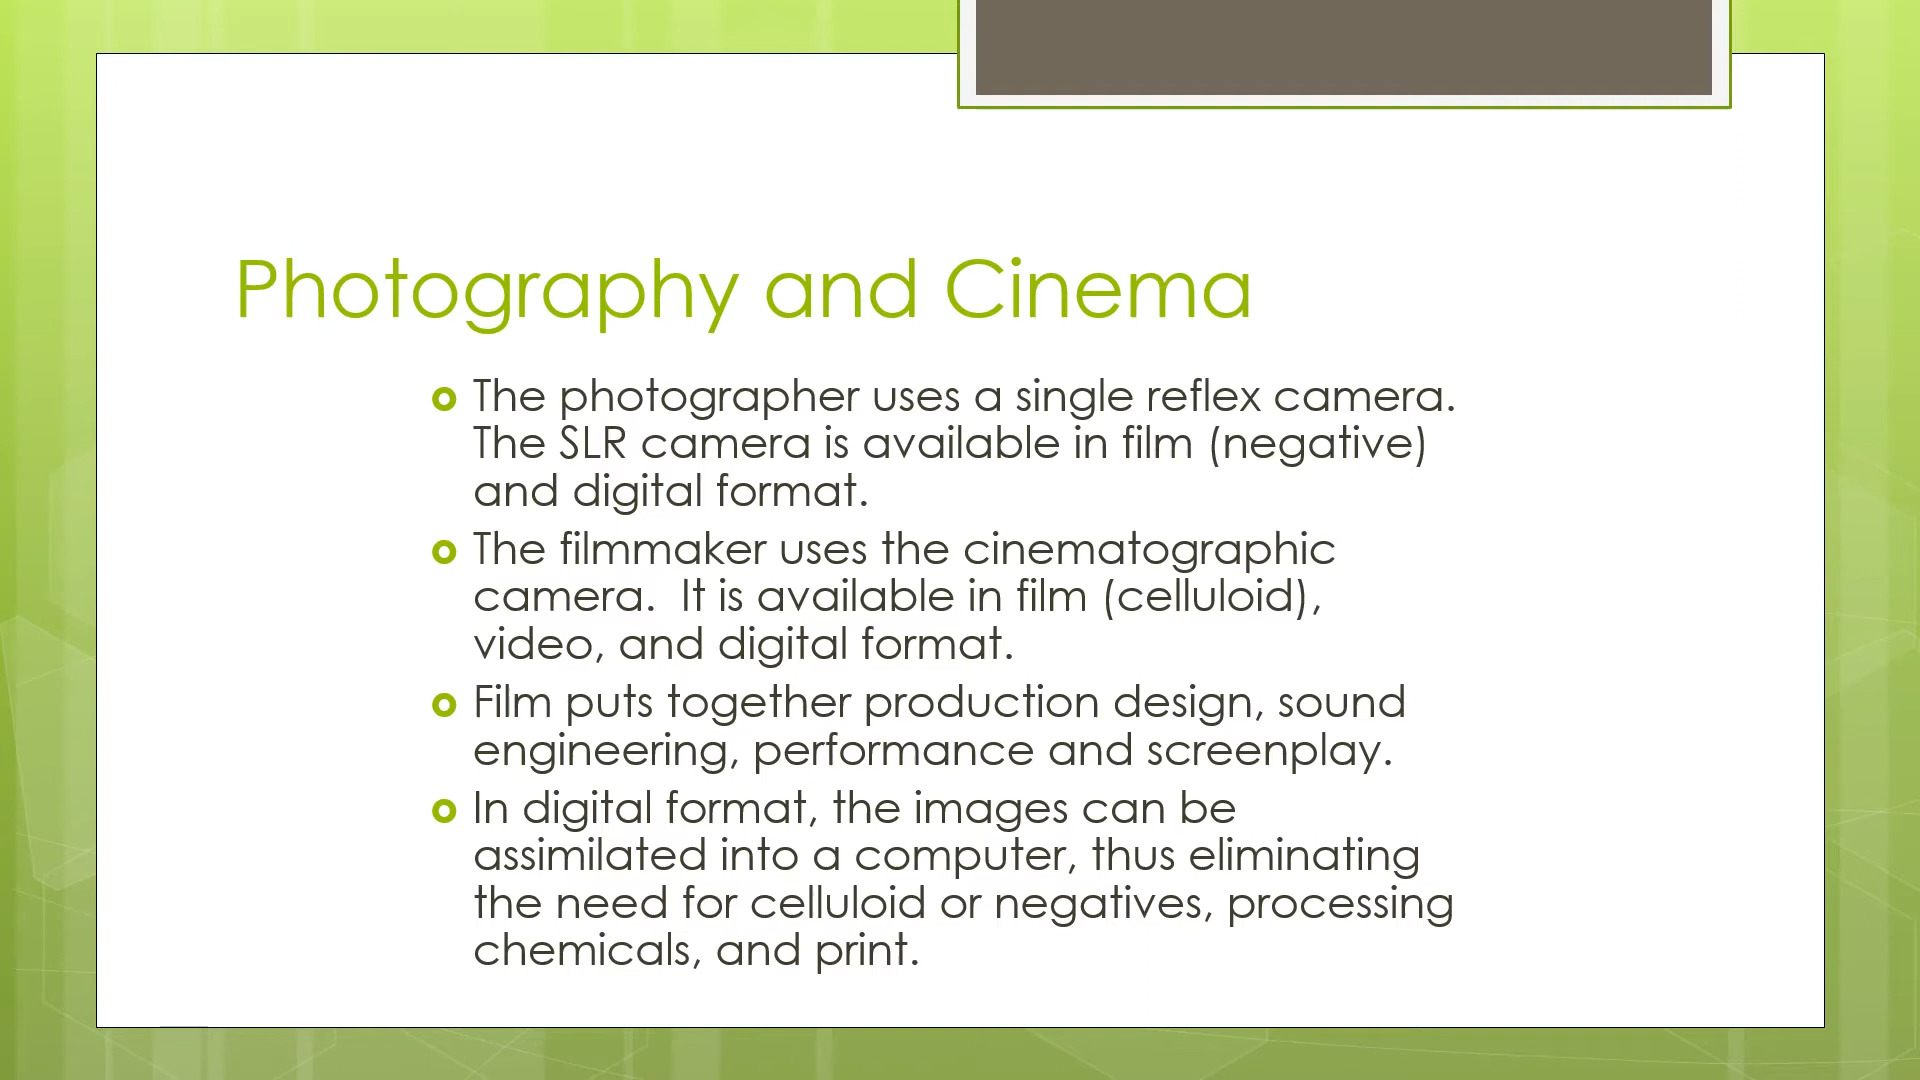 Photography and Cinema
The photographer uses a single reflex camera.
The SLR camera is available in film (negative)
and digital format.
The filmmaker uses the cinematographic
camera.  It is available in film (celluloid),
video, and digital format.
Film puts together production design, sound
engineering, performance and screenplay.
In digital format, the images can be
assimilated into a computer, thus eliminating
the need for celluloid or negatives, processing
chemicals, and print.